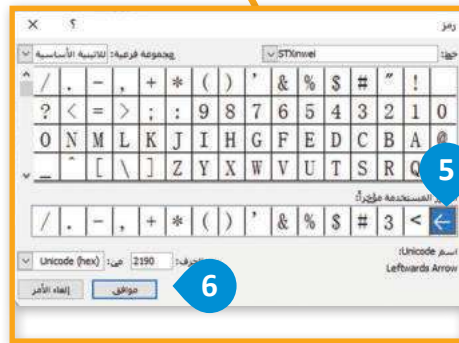 رمز
خط: STXinwei مجموعة فرعية: اللاتينية الأساسية
! " # $ % & ' ) ( * + , - . /
0 1 2 3 4 5 6 7 8 9 : ; < = > ?
@ A B C D E F G H I J K L M N O
Q R S T U V W X Y Z [ \ ] ^ _
5
المستخدمة مؤخراً:
← < 3 # $ % & ' ) ( * + , - . /
اسم Unicode:
Leftwards Arrow
2190 من: Unicode (hex)
6
موافق
إلغاء الأمر